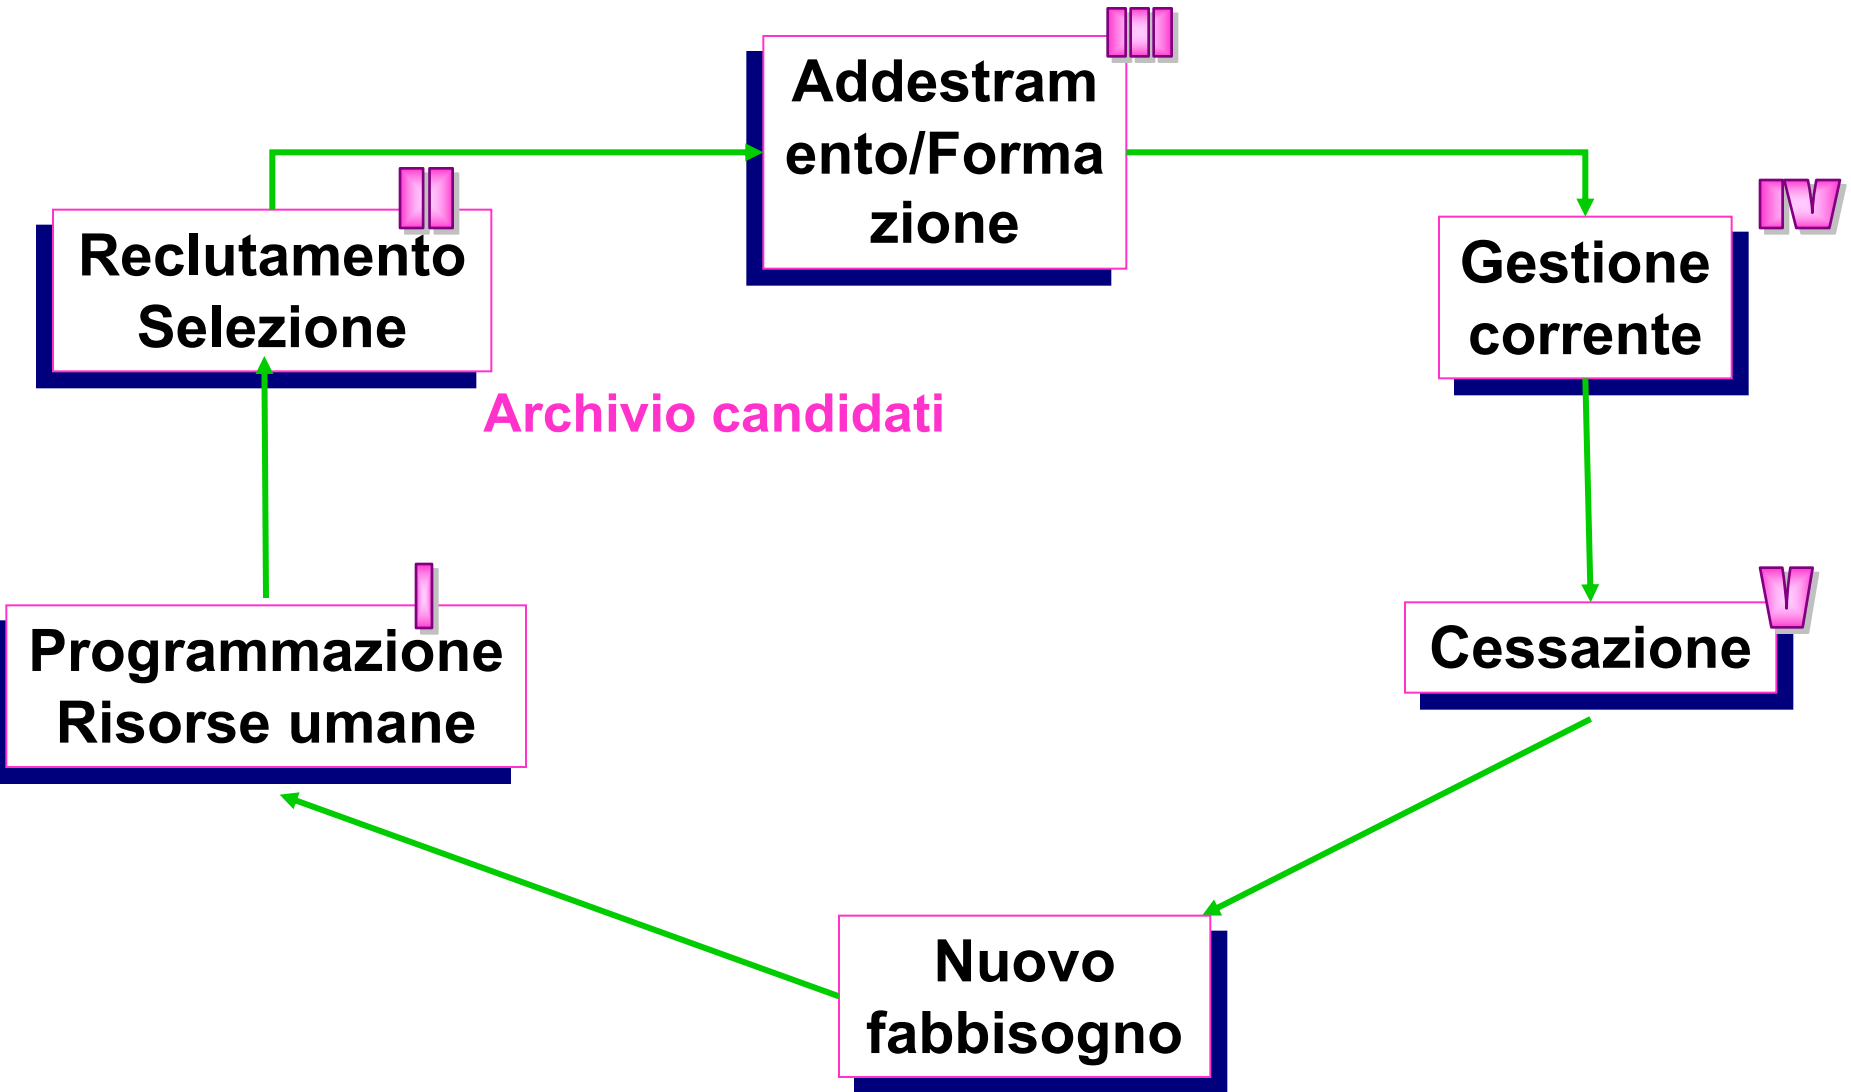 III
Addestram
ento/Forma
zione
II
Reclutamento
Selezione
IV
Gestione
corrente
Archivio candidati
I
Programmazione
Risorse umane
V
Cessazione
Nuovo
fabbisogno